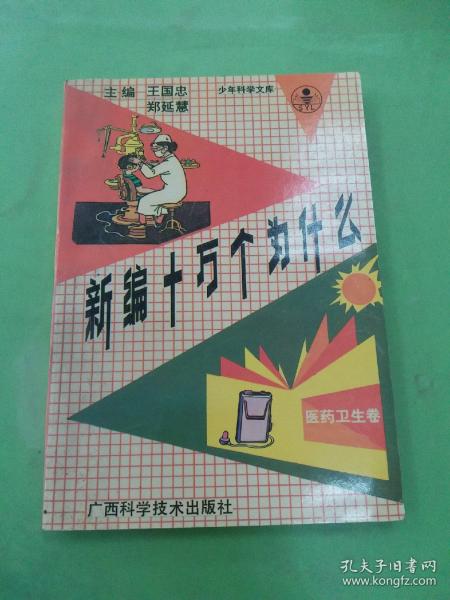 主编 王国忠
郑延慧
少年科学文库
SYL
新编十万个为什么
医药卫生卷
广西科学技术出版社
孔夫子旧书网
www.kongfz.com